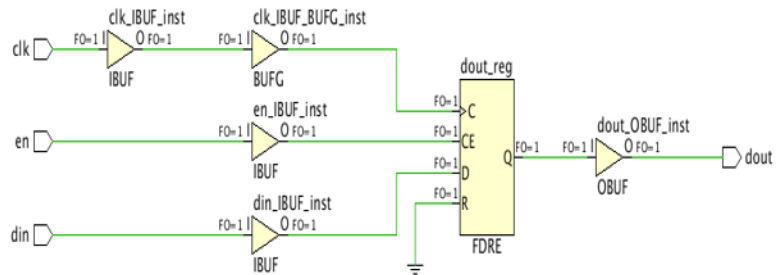 clk_IBUF_inst clk_IBUF_BUFG_inst
clk FO=1 I O FO=1 FO=1 I O FO=1 dout_reg
IBUF BUFG
FO=1 C
en_IBUF_inst dout_OBUF_inst
en FO=1 I O FO=1 FO=1 CE
Q FO=1 FO=1 I O FO=1 dout
IBUF FO=1 D OBUF
din_IBUF_inst FO=1 R
din FO=1 I O FO=1 FDRE
IBUF